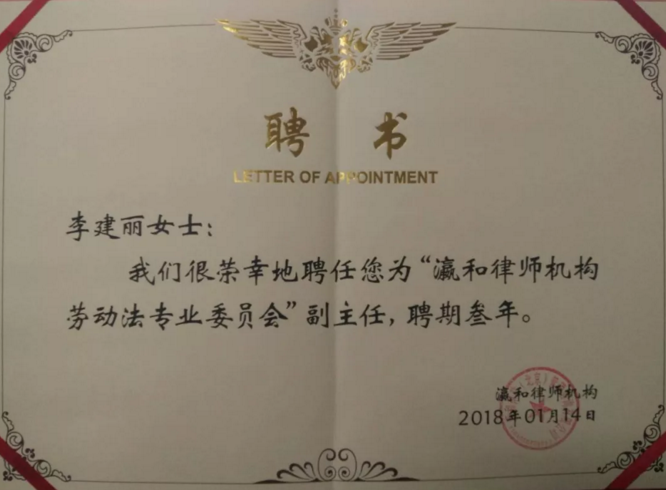 聘 书
LETTER OF APPOINTMENT
李建丽女士:
我们很荣幸地聘任您为“瀛和律师机构
劳动法专业委员会”副主任，聘期叁年。
瀛和律师机构
2018年01月14日